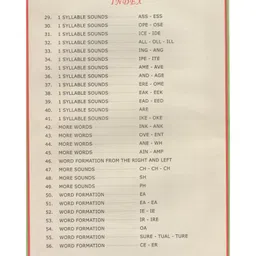 INDEX
29. 1 SYLLABLE SOUNDS ASS - ESS
30. 1 SYLLABLE SOUNDS OPE - OSE
31. 1 SYLLABLE SOUNDS ICE - IDE
32. 1 SYLLABLE SOUNDS ALL - OLL - ILL
33. 1 SYLLABLE SOUNDS ING - ANG
34. 1 SYLLABLE SOUNDS IPE - ITE
35. 1 SYLLABLE SOUNDS AME - AVE
36. 1 SYLLABLE SOUNDS AND - AGE
37. 1 SYLLABLE SOUNDS ERE - EME
38. 1 SYLLABLE SOUNDS EAK - EEK
39. 1 SYLLABLE SOUNDS EAD - EED
40. 1 SYLLABLE SOUNDS ARE
41. 1 SYLLABLE SOUNDS IKE - OKE
42. MORE WORDS INK - ANK
43. MORE WORDS OVE - ENT
44. MORE WORDS ANE - WH
45. MORE WORDS AIN - AMP
46. WORD FORMATION FROM THE RIGHT AND LEFT
47. MORE SOUNDS CH - CH - CH
48. MORE SOUNDS SH
49. MORE SOUNDS PH
50. WORD FORMATION EA
51. WORD FORMATION EA - EA
52. WORD FORMATION IE - IE
53. WORD FORMATION IR - IRE
54. WORD FORMATION OA
55. WORD FORMATION SURE - TUAL - TURE
56. WORD FORMATION CE - ER